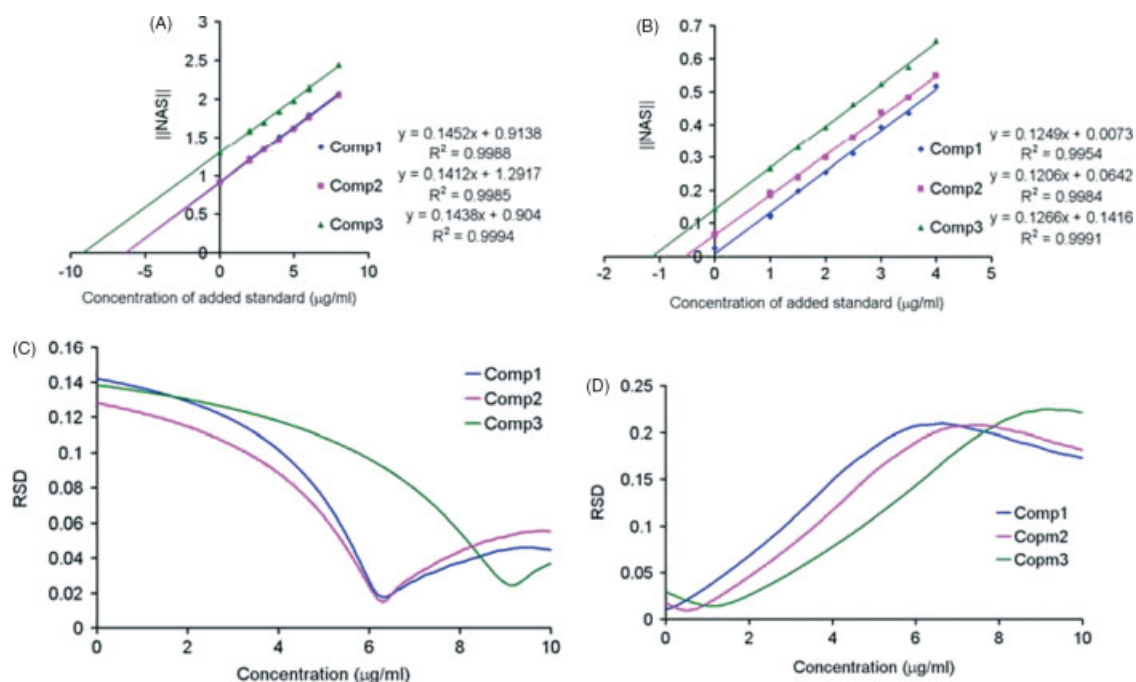 (A)
3
2.5
2
1.5
1
0.5
0
-10 -5 0 5 10
||NAS||
Concentration of added standard (μg/ml)
Comp1
Comp2
Comp3
y = 0.1452x + 0.9138
R² = 0.9988
y = 0.1412x + 1.2917
R² = 0.9985
y = 0.1438x + 0.904
R² = 0.9994
(B)
0.7
0.6
0.5
0.4
0.3
0.2
0.1
0
-2 -1 0 1 2 3 4 5
||NAS||
Concentration of added standard (μg/ml)
Comp1
Comp2
Comp3
y = 0.1249x + 0.0073
R² = 0.9954
y = 0.1206x + 0.0642
R² = 0.9984
y = 0.1266x + 0.1416
R² = 0.9991
(C)
0.16
0.14
0.12
0.1
0.08
0.06
0.04
0.02
0
0 2 4 6 8 10
RSD
Concentration (μg/ml)
Comp1
Comp2
Comp3
(D)
0.25
0.2
0.15
0.1
0.05
0
0 2 4 6 8 10
RSD
Concentration (μg/ml)
Comp1
Copm2
Copm3